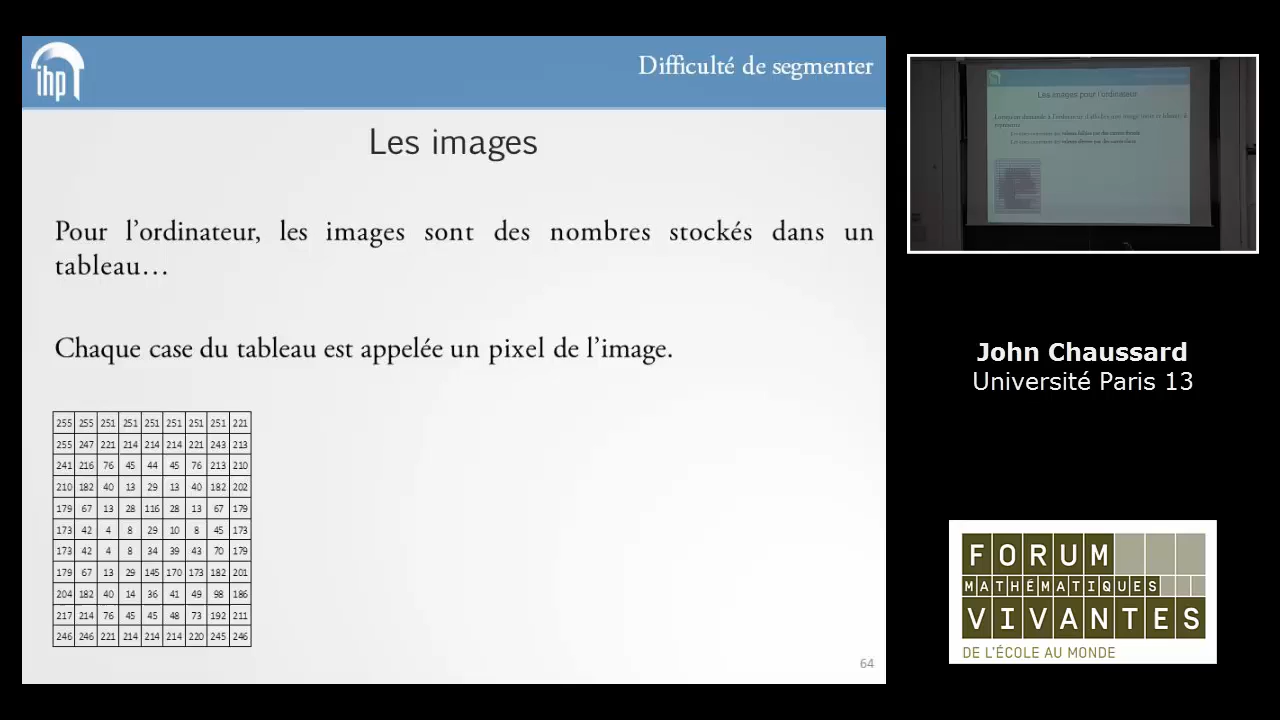 ihp
Difficulté de segmenter
Les images
Pour l'ordinateur, les images sont des nombres stockés dans un
tableau…
Chaque case du tableau est appelée un pixel de l'image.
255 255 251 251 251 251 251 251 221
255 247 221 214 214 214 221 243 213
241 216 76 45 44 45 76 213 210
210 182 40 13 29 13 40 182 202
179 67 13 28 116 28 13 67 179
173 42 4 8 29 10 8 45 173
173 42 4 8 34 39 43 70 179
179 67 13 29 145 170 173 182 201
204 182 40 14 36 41 49 98 186
217 214 76 45 45 48 73 192 211
246 246 221 214 214 214 220 245 246
64
Les images pour l'ordinateur
John Chaussard
Université Paris 13
FORUM
MATHÉMATIQUES
VIVANTES
DE L'ÉCOLE AU MONDE